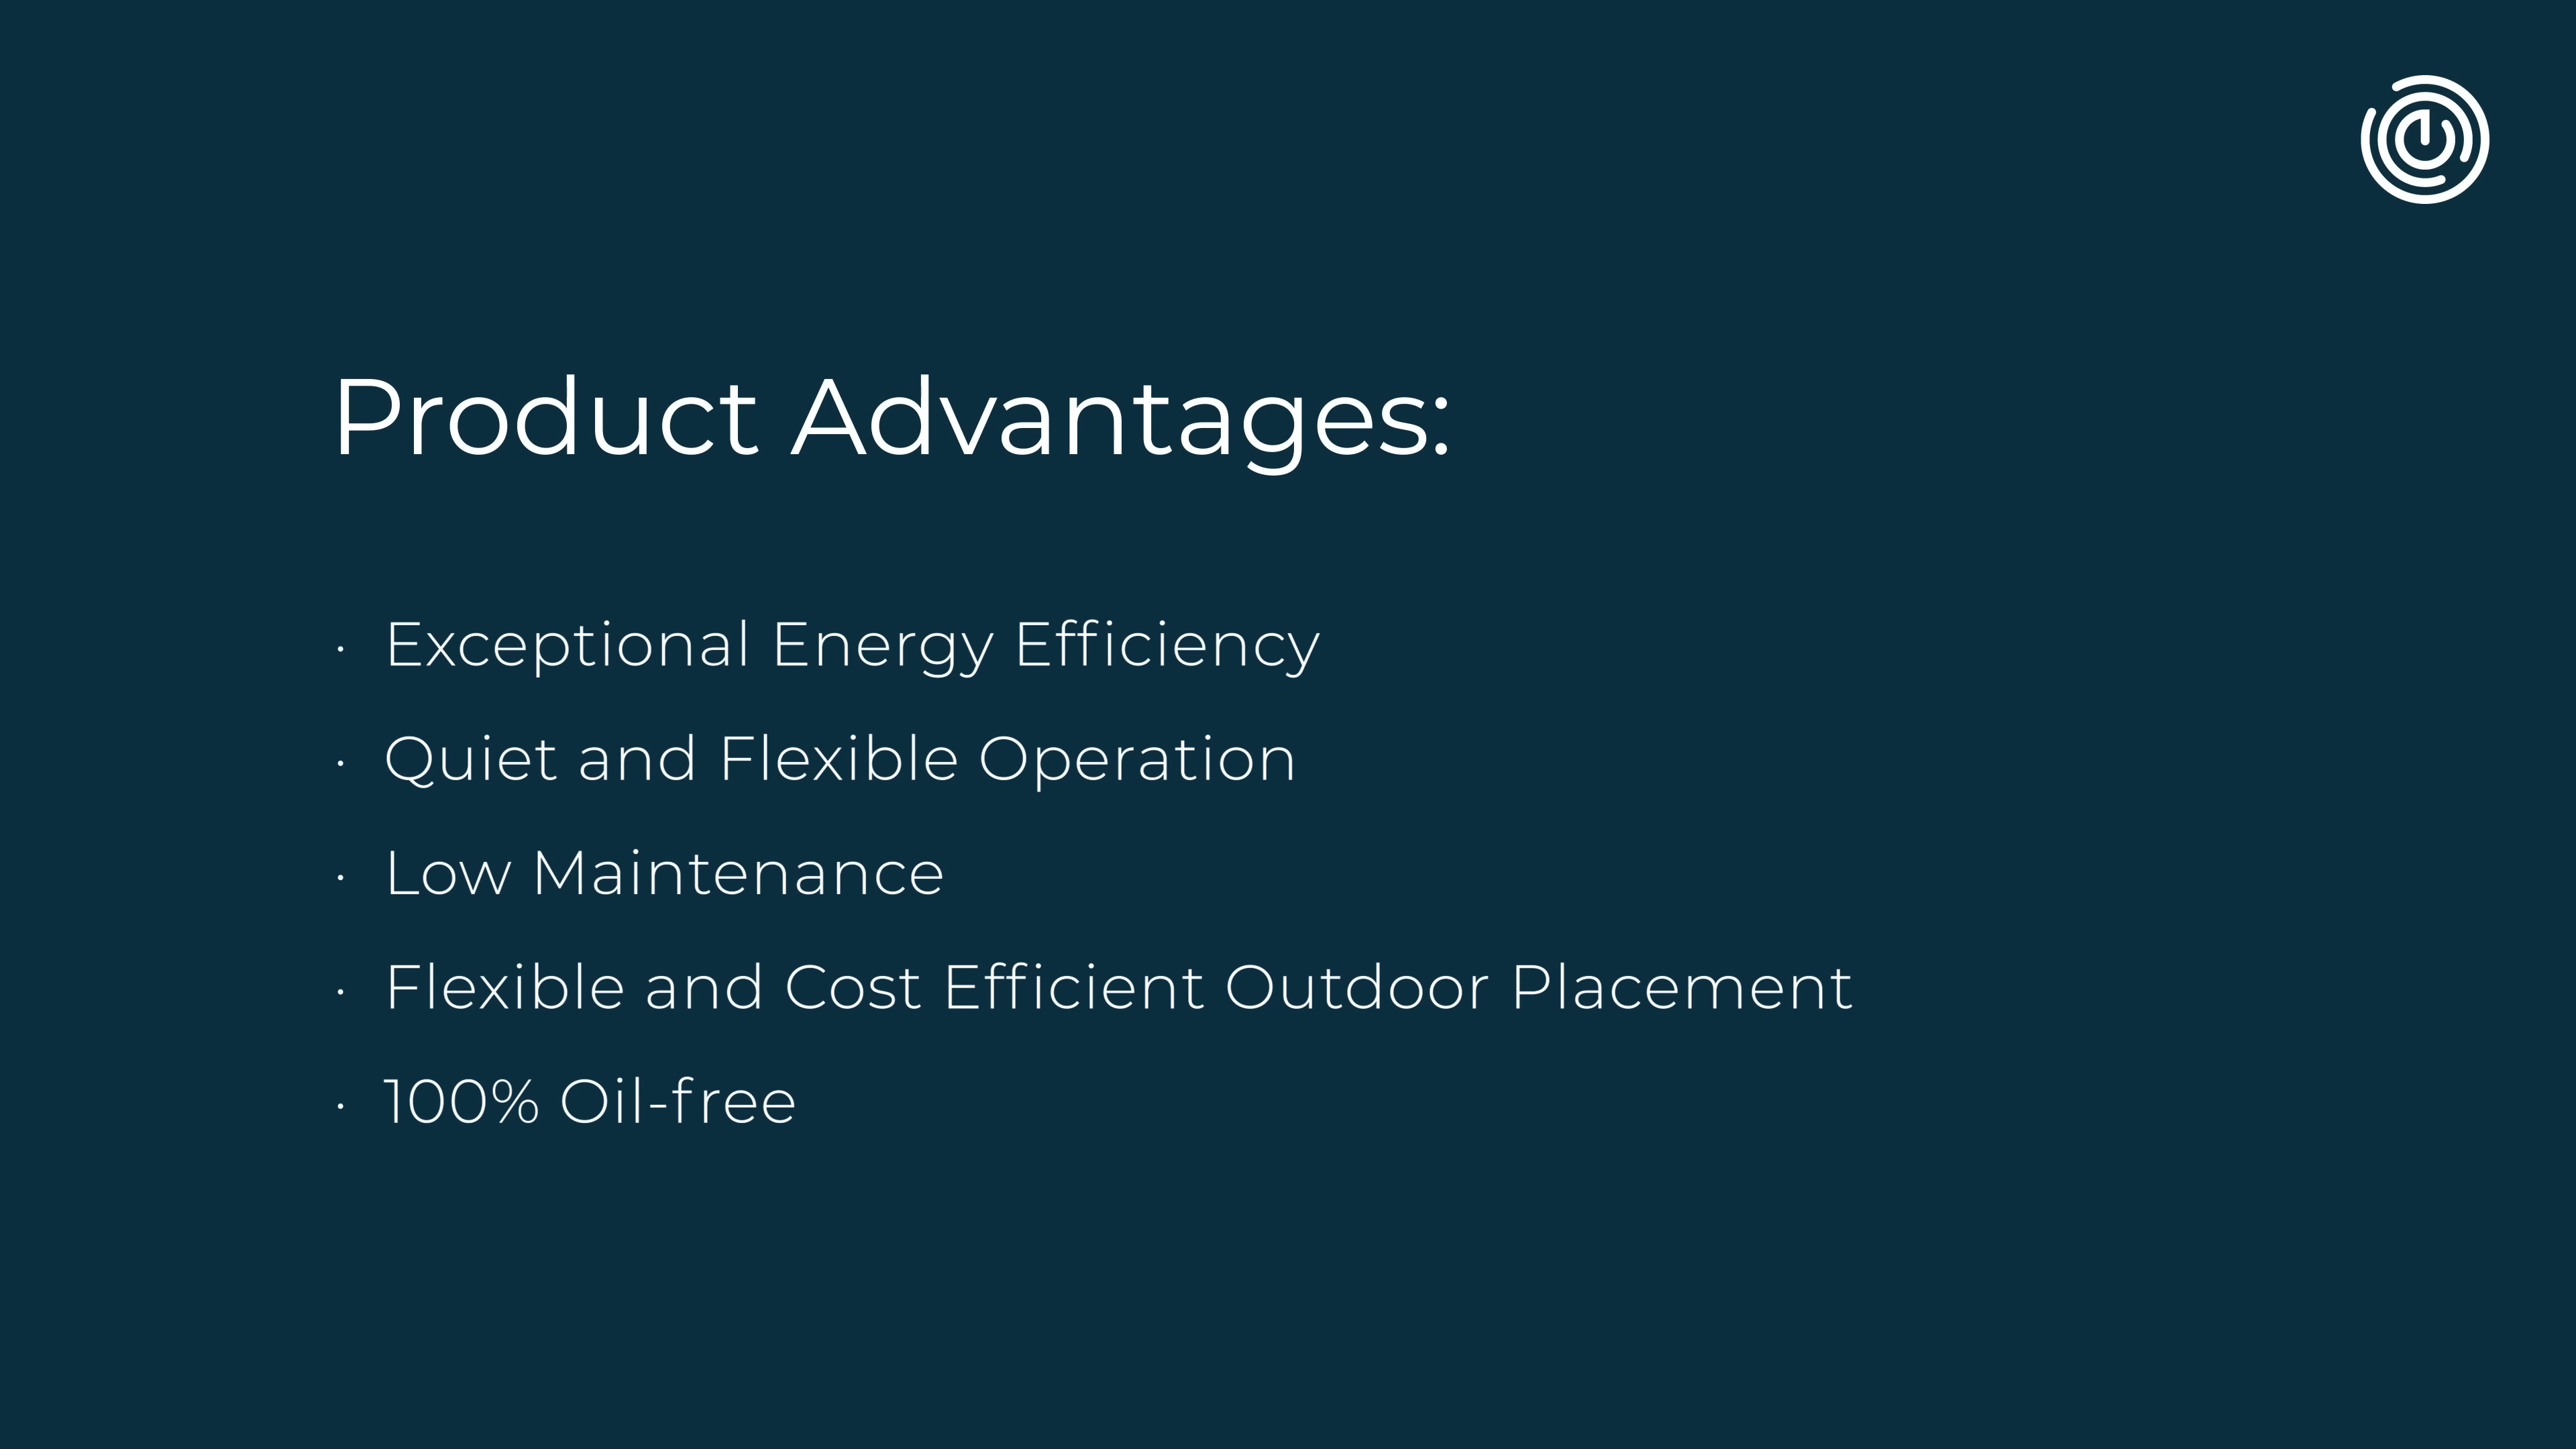 Product Advantages:
· Exceptional Energy Efficiency
· Quiet and Flexible Operation
· Low Maintenance
· Flexible and Cost Efficient Outdoor Placement
· 100% Oil-free